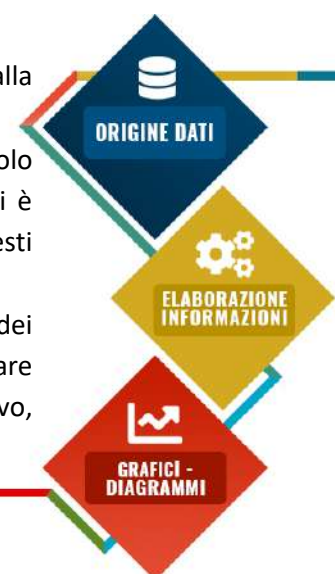 alla
ORIGINE DATI
olo
i è
esti
ELABORAZIONE
INFORMAZIONI
dei
are
vo,
GRAFICI -
DIAGRAMMI